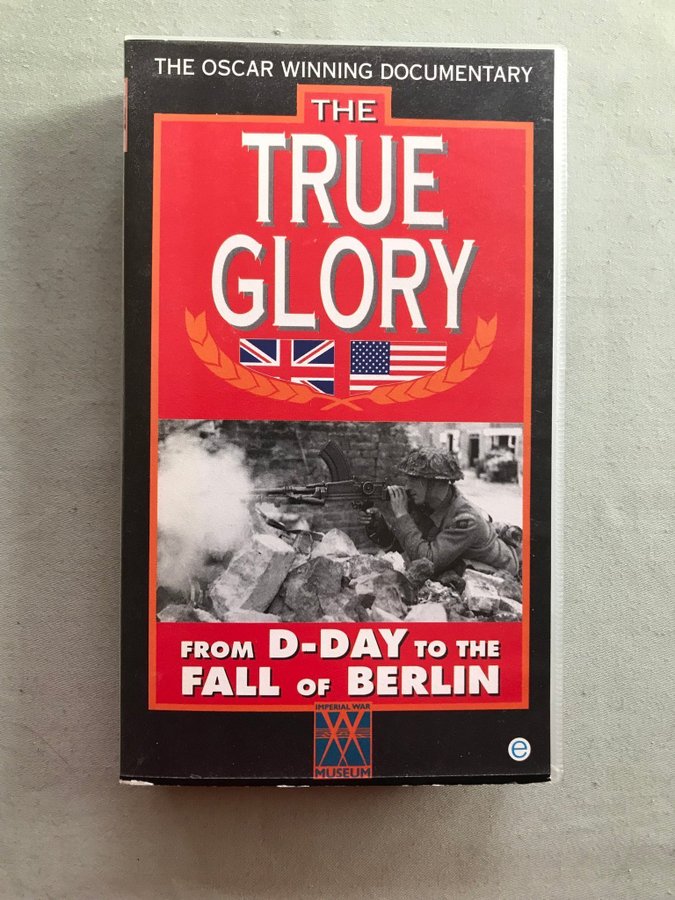 THE OSCAR WINNING DOCUMENTARY
THE
TRUE
GLORY
FROM D-DAY TO THE
FALL OF BERLIN
IMPERIAL WAR
MUSEUM
e